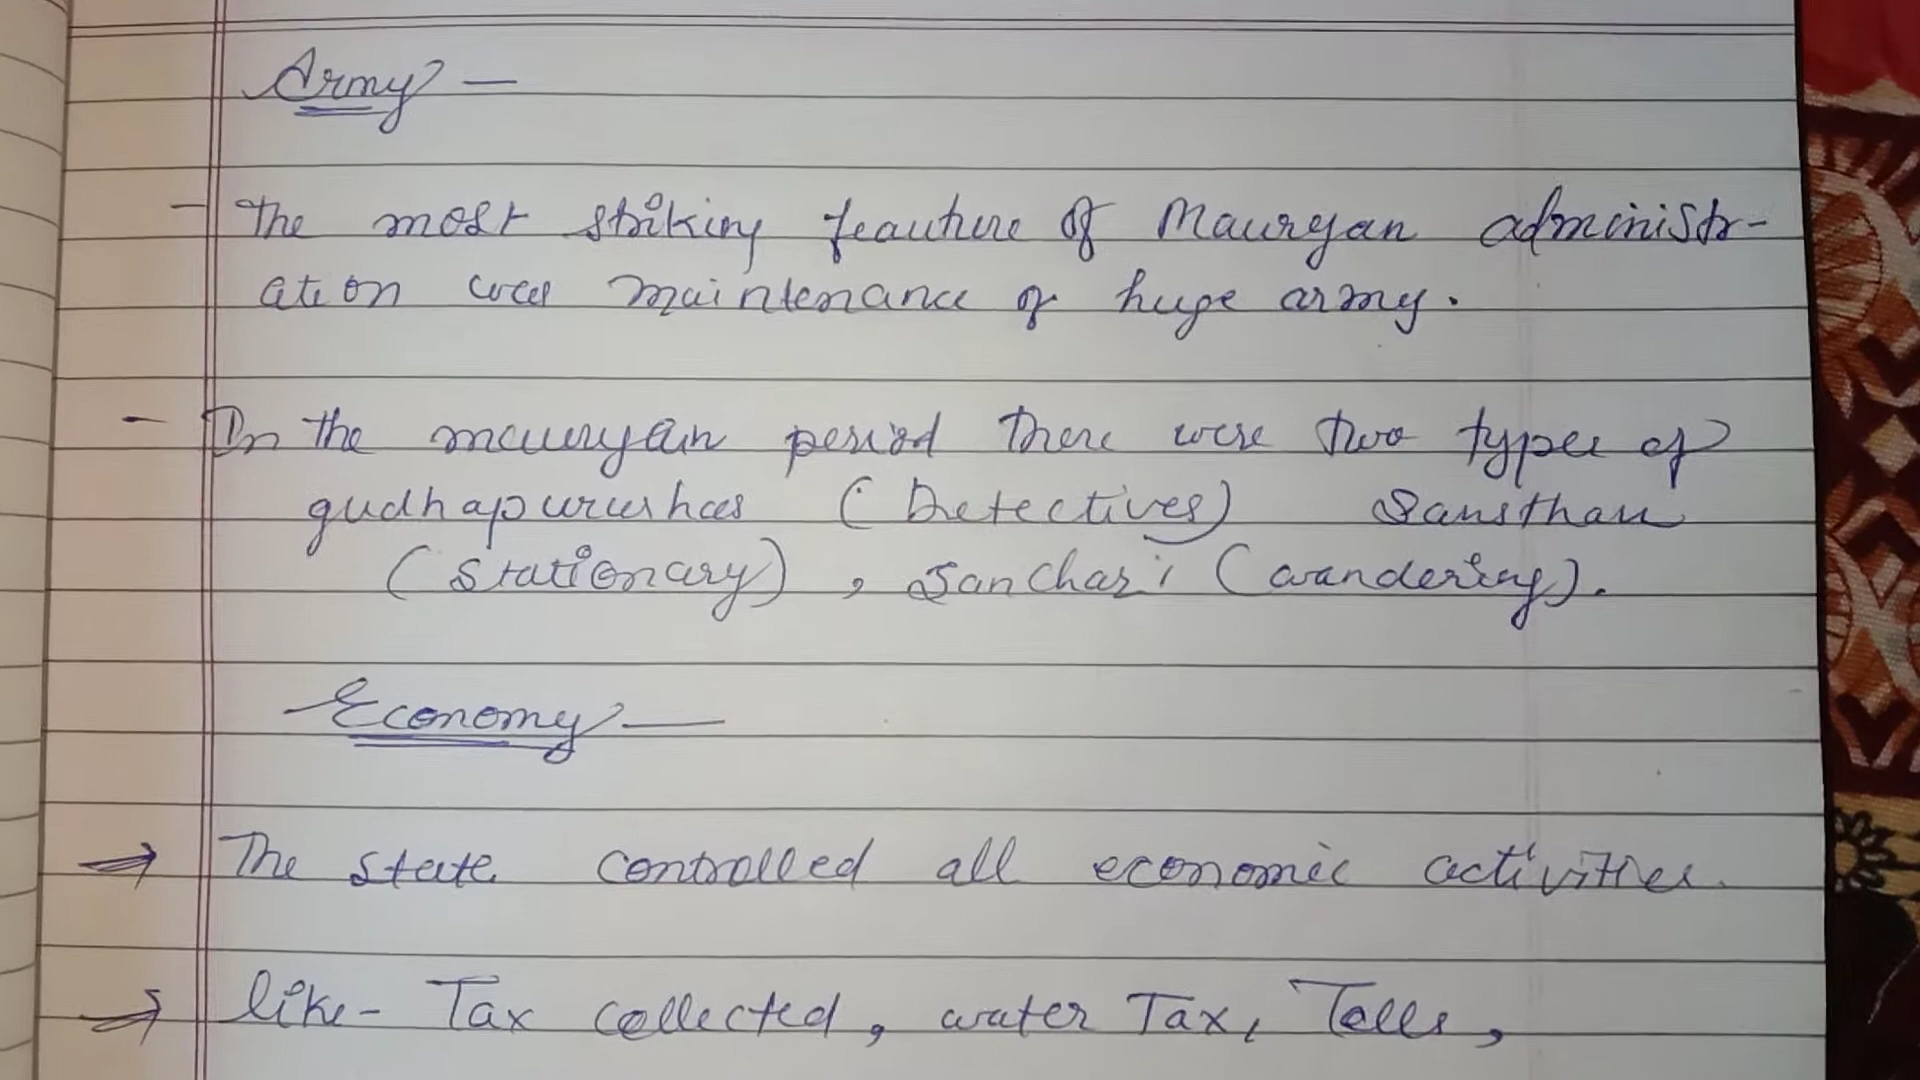 Army -
- The most striking feauture of Mauryan administr-
ation was maintenance of huge army.
- In the mauryan period there were two types of
gudhapurushas (Detectives) Sansthan
(Stationary), Sanchari (wandering).
Economy -
⇒ The state controlled all economic activities.
⇒ like - Tax collected, water Tax, Tolls,